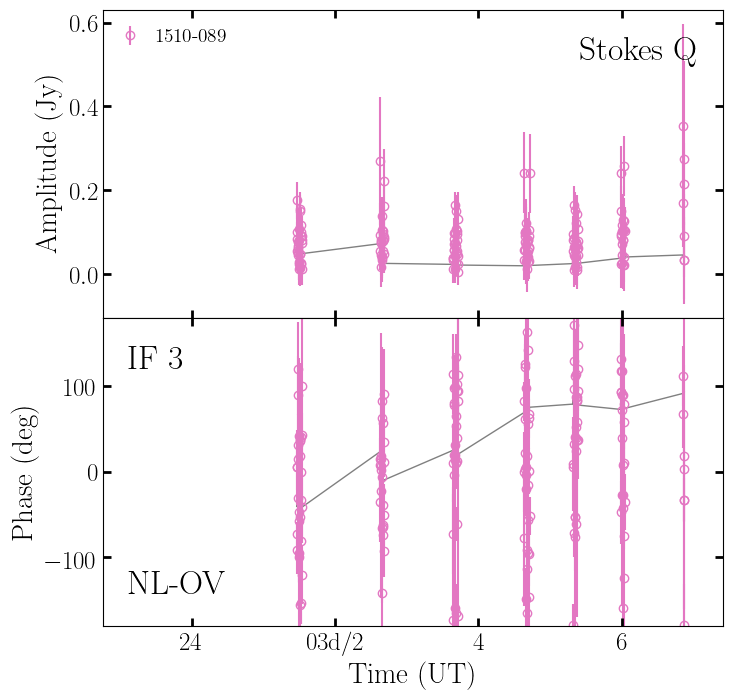 0.6
1510-089
Stokes Q
0.4
Amplitude (Jy)
0.2
0.0
IF 3
100
Phase (deg)
0
−100
NL-OV
24 03d/2 4 6
Time (UT)